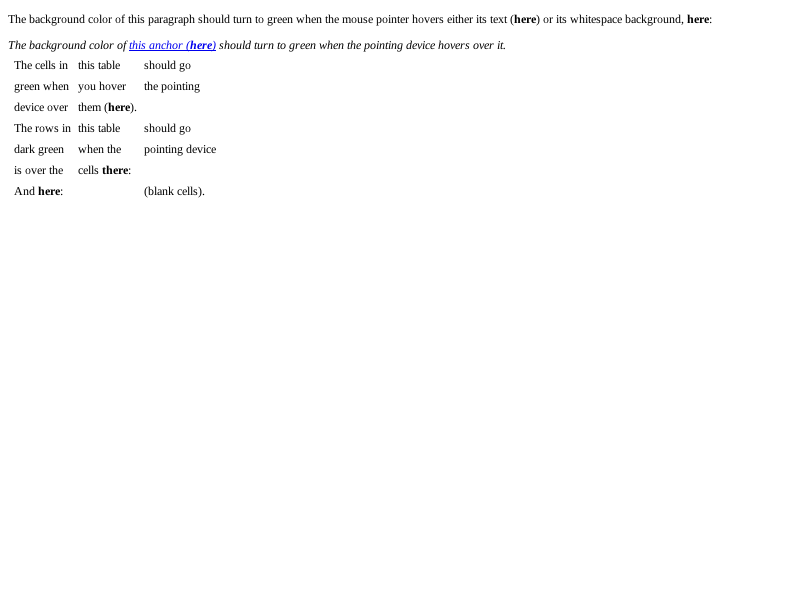 The background color of this paragraph should turn to green when the mouse pointer hovers either its text (here) or its whitespace background, here:
The background color of this anchor (here) should turn to green when the pointing device hovers over it.
The cells in this table should go
green when you hover the pointing
device over them (here).
The rows in this table should go
dark green when the pointing device
is over the cells there:
And here: (blank cells).